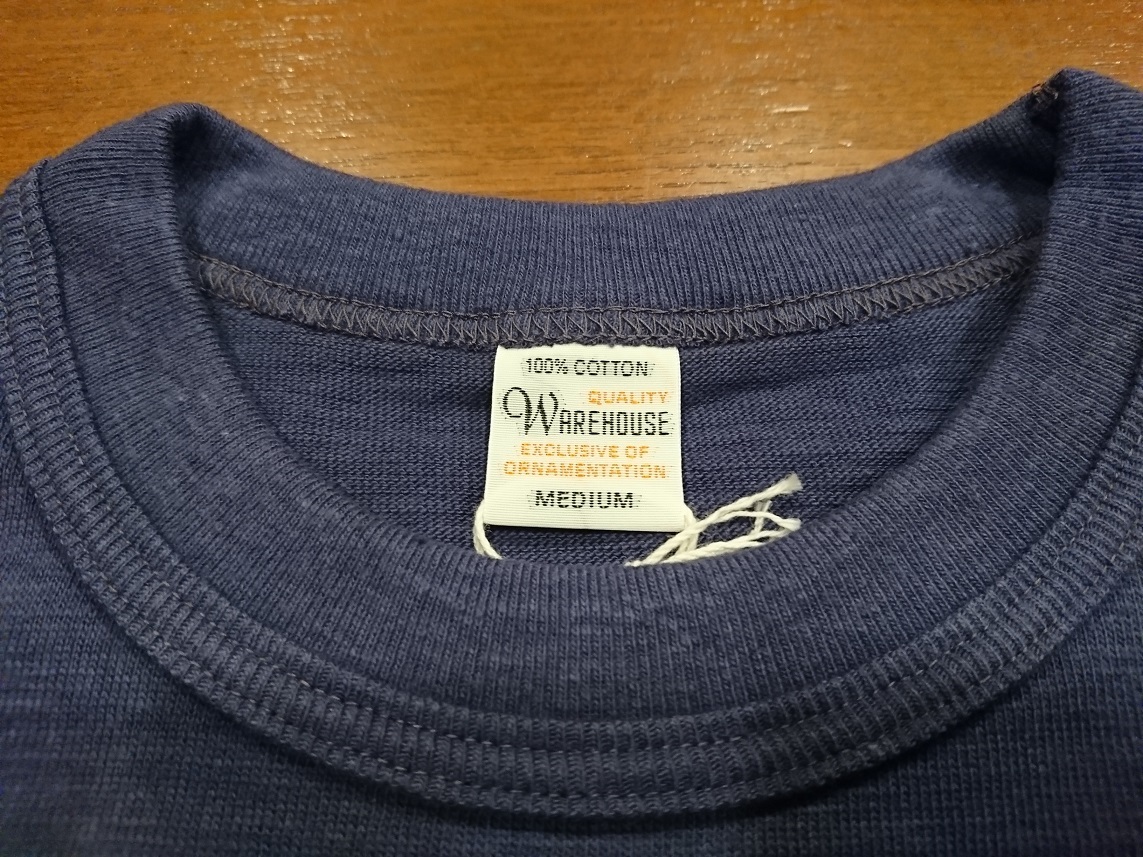 100% COTTON
QUALITY
WAREHOUSE
EXCLUSIVE OF
ORNAMENTATION
MEDIUM